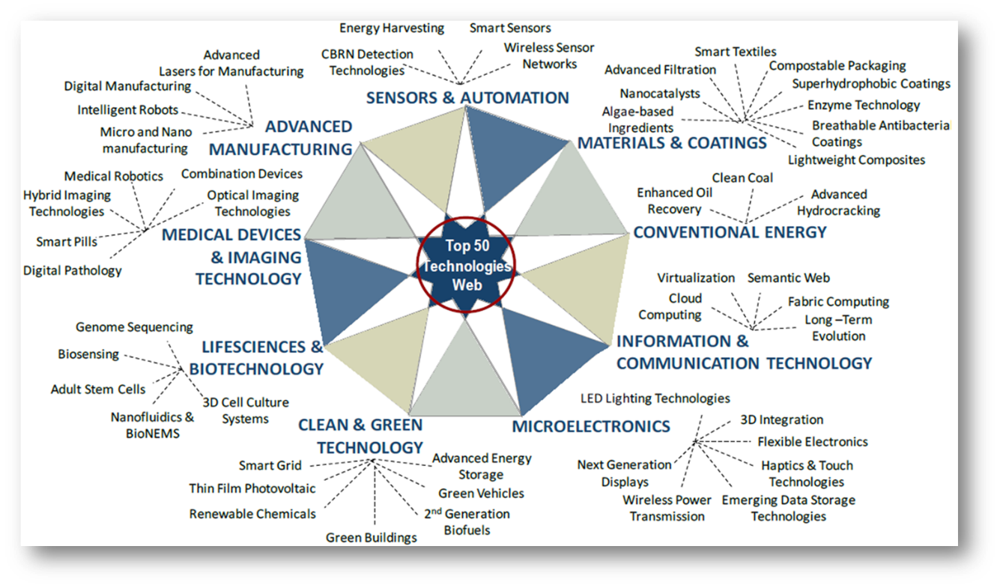 Energy Harvesting
Smart Sensors
CBRN Detection
Technologies
Wireless Sensor
Networks
SENSORS & AUTOMATION
Advanced
Lasers for Manufacturing
Digital Manufacturing
Intelligent Robots
Micro and Nano
manufacturing
ADVANCED
MANUFACTURING
Smart Textiles
Advanced Filtration
Compostable Packaging
Superhydrophobic Coatings
Nanocatalysts
Enzyme Technology
Algae-based
Ingredients
Breathable Antibacteria
Coatings
Lightweight Composites
MATERIALS & COATINGS
Medical Robotics
Combination Devices
Hybrid Imaging
Technologies
Optical Imaging
Technologies
Smart Pills
Digital Pathology
MEDICAL DEVICES
& IMAGING
TECHNOLOGY
Clean Coal
Enhanced Oil
Recovery
Advanced
Hydrocracking
CONVENTIONAL ENERGY
Top 50
Technologies
Web
Virtualization
Semantic Web
Cloud
Computing
Fabric Computing
Long –Term
Evolution
INFORMATION &
COMMUNICATION TECHNOLOGY
Genome Sequencing
Biosensing
Adult Stem Cells
Nanofluidics &
BioNEMS
3D Cell Culture
Systems
LIFESCIENCES &
BIOTECHNOLOGY
CLEAN & GREEN
TECHNOLOGY
Smart Grid
Thin Film Photovoltaic
Renewable Chemicals
Green Buildings
Advanced Energy
Storage
Green Vehicles
2nd Generation
Biofuels
MICROELECTRONICS
LED Lighting Technologies
3D Integration
Flexible Electronics
Next Generation
Displays
Haptics & Touch
Technologies
Wireless Power
Transmission
Emerging Data Storage
Technologies